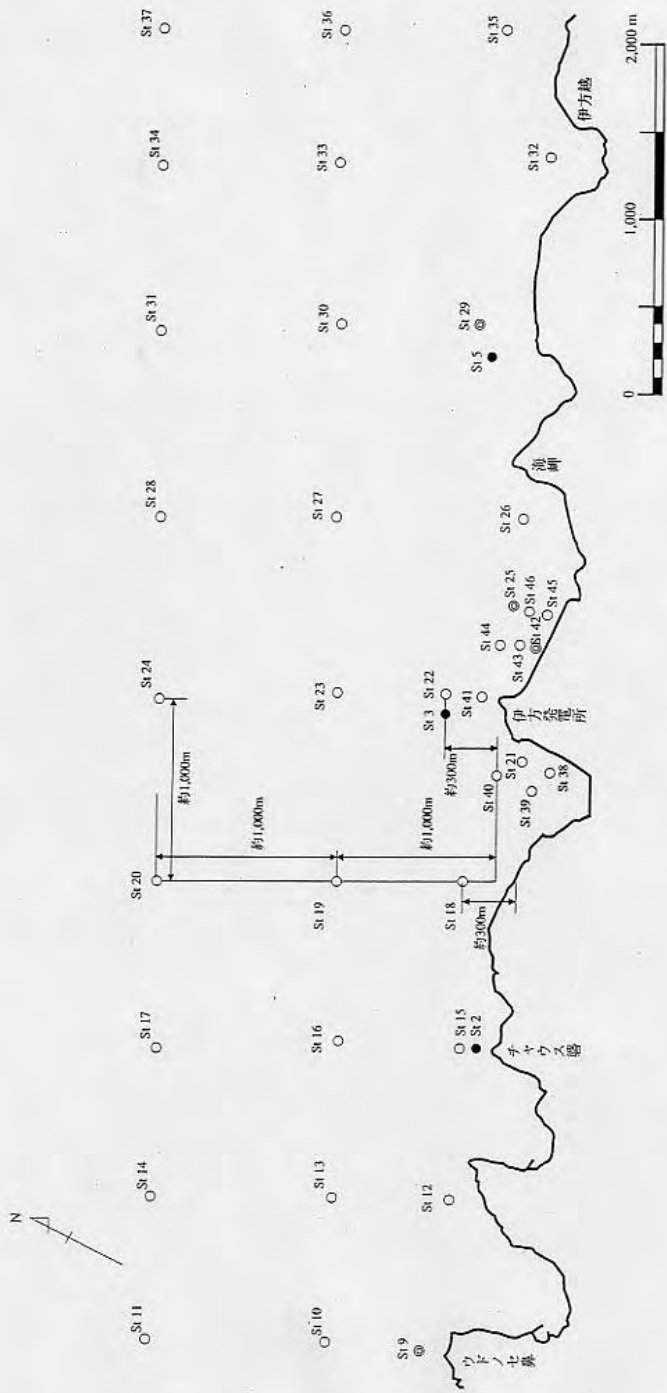 N
St 11
St 14
St 17
St 20
St 24
St 28
St 31
St 34
St 37
約1,000m
約1,000m
St 10
St 13
St 16
St 19
St 23
St 27
St 30
St 33
St 36
約1,000m
St 9
St 12
St 15
St 2
St 18
約300m
約300m
St 3
St 22
St 41
St 40
St 21
St 39
St 38
St 44
St 43
St 42
St 25
St 46
St 45
St 26
St 5
St 29
St 32
St 35
ウドノセ鼻
チャウス碆
伊方発電所
海岬
伊方越
0
1,000
2,000 m